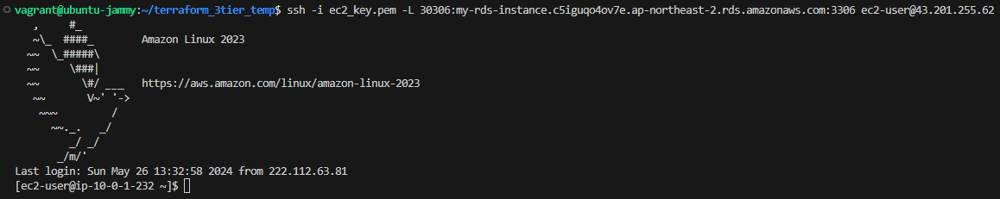 vagrant@ubuntu-jammy:~/terraform_3tier_temp$ ssh -i ec2_key.pem -L 30306:my-rds-instance.c5iguqo4ov7e.ap-northeast-2.rds.amazonaws.com:3306 ec2-user@43.201.255.62
   ,     #_
   ~\_  ####_        Amazon Linux 2023
  ~~  \_#####\
  ~~     \###|
  ~~       \#/ ___   https://aws.amazon.com/linux/amazon-linux-2023
   ~~       V~' '->
    ~~~         /
      ~~._.   _/
         _/ _/
       _/m/'
Last login: Sun May 26 13:32:58 2024 from 222.112.63.81
[ec2-user@ip-10-0-1-232 ~]$